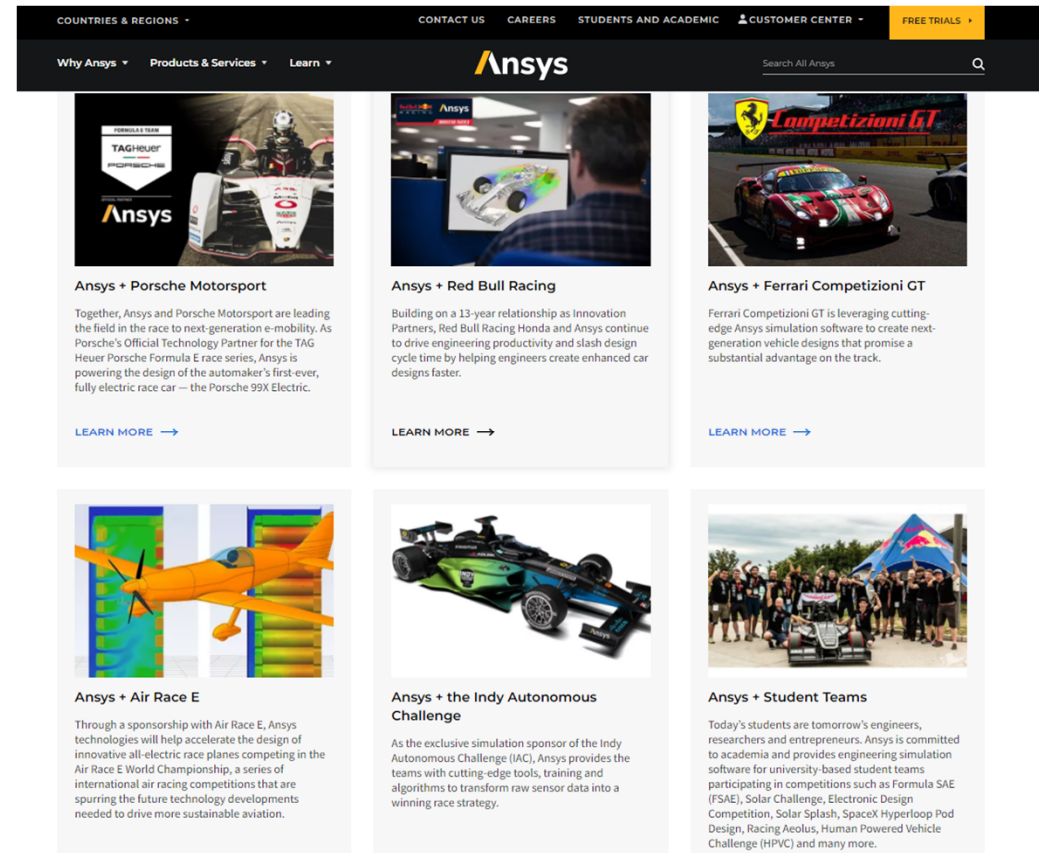 COUNTRIES & REGIONS
CONTACT US
CAREERS
STUDENTS AND ACADEMIC
CUSTOMER CENTER
FREE TRIALS
Why Ansys
Products & Services
Learn
Ansys
Search All Ansys
FORMULA E TEAM
TAGHeuer
PORSCHE
Ansys
Ansys
Competizioni GT
Ansys + Porsche Motorsport
Together, Ansys and Porsche Motorsport are leading
the field in the race to next-generation e-mobility. As
Porsche's Official Technology Partner for the TAG
Heuer Porsche Formula E race series, Ansys is
powering the design of the automaker's first-ever,
fully electric race car — the Porsche 99X Electric.
LEARN MORE
Ansys + Red Bull Racing
Building on a 13-year relationship as Innovation
Partners, Red Bull Racing Honda and Ansys continue
to drive engineering productivity and slash design
cycle time by helping engineers create enhanced car
designs faster.
LEARN MORE
Ansys + Ferrari Competizioni GT
Ferrari Competizioni GT is leveraging cutting-
edge Ansys simulation software to create next-
generation vehicle designs that promise a
substantial advantage on the track.
LEARN MORE
Ansys
Ansys + Air Race E
Through a sponsorship with Air Race E, Ansys
technologies will help accelerate the design of
innovative all-electric race planes competing in the
Air Race E World Championship, a series of
international air racing competitions that are
spurring the future technology developments
needed to drive more sustainable aviation.
Ansys + the Indy Autonomous
Challenge
As the exclusive simulation sponsor of the Indy
Autonomous Challenge (IAC), Ansys provides the
teams with cutting-edge tools, training and
algorithms to transform raw sensor data into a
winning race strategy.
Ansys + Student Teams
Today's students are tomorrow's engineers,
researchers and entrepreneurs. Ansys is committed
to academia and provides engineering simulation
software for university-based student teams
participating in competitions such as Formula SAE
(FSAE), Solar Challenge, Electronic Design
Competition, Solar Splash, SpaceX Hyperloop Pod
Design, Racing Aeolus, Human Powered Vehicle
Challenge (HPVC) and many more.